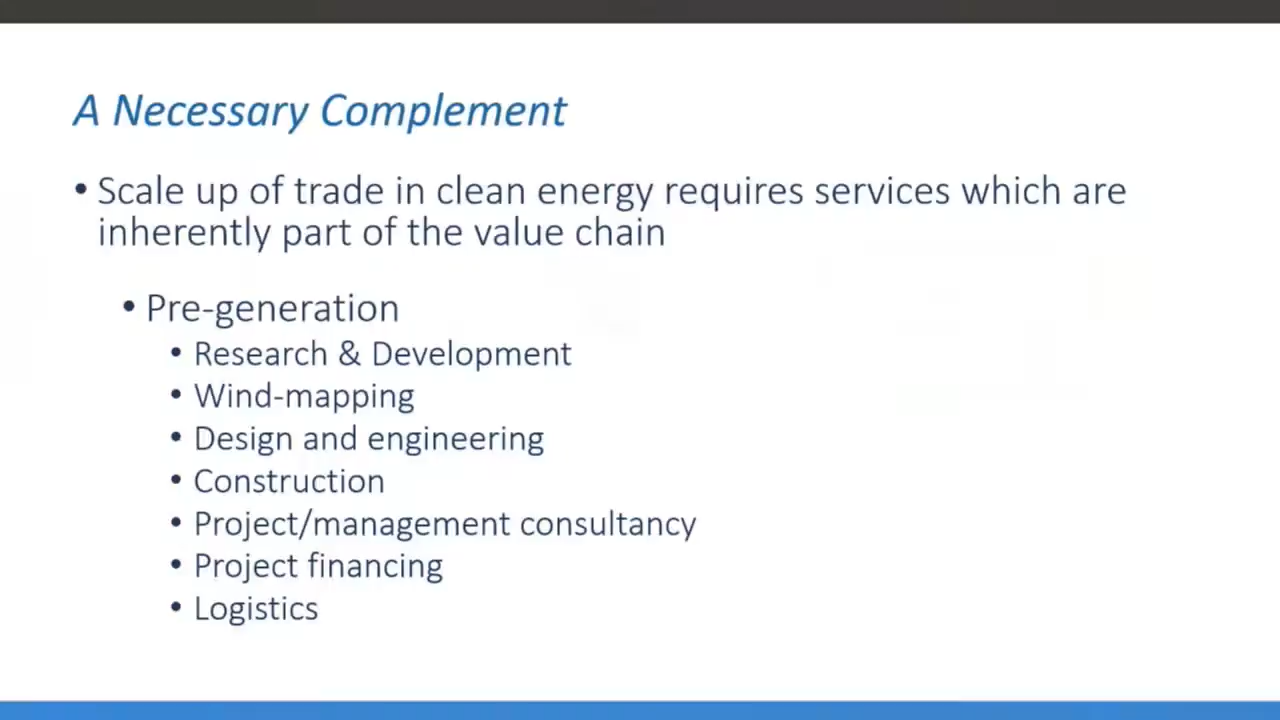 A Necessary Complement
• Scale up of trade in clean energy requires services which are
inherently part of the value chain
• Pre-generation
• Research & Development
• Wind-mapping
• Design and engineering
• Construction
• Project/management consultancy
• Project financing
• Logistics